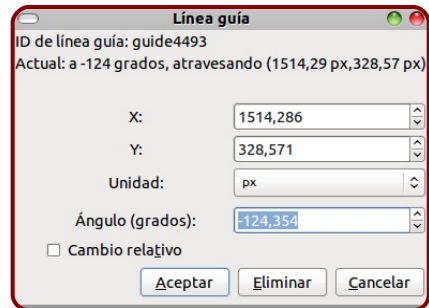 Línea guía
ID de línea guía: guide4493
Actual: a -124 grados, atravesando (1514,29 px,328,57 px)
X: 1514,286
Y: 328,571
Unidad: px
Ángulo (grados): -124,354
Cambio relativo
Aceptar Eliminar Cancelar